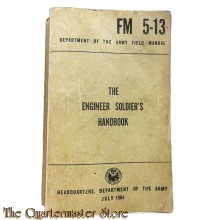 FM 5-13
DEPARTMENT OF THE ARMY FIELD MANUAL
THE
ENGINEER SOLDIER'S
HANDBOOK
HEADQUARTERS, DEPARTMENT OF THE ARMY
JULY 1964
The Quartermaster Store